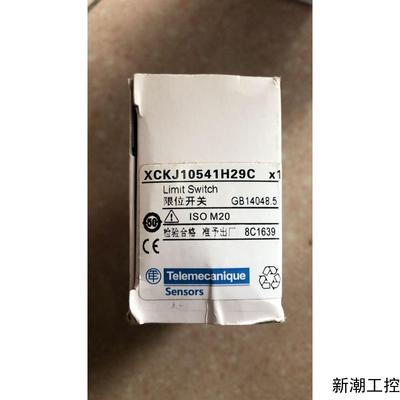 XCKJ10541H29C x1
Limit Switch
限位开关 GB14048.5
ISO M20
检验合格 准予出厂 8C1639
CE
Telemecanique
Sensors
新潮工控